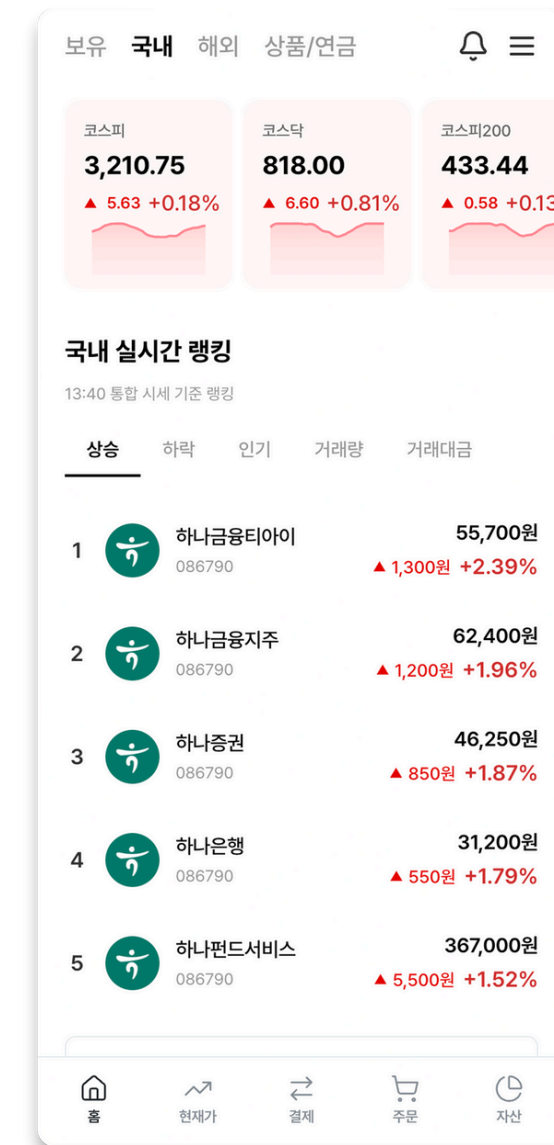 보유 국내 해외 상품/연금
코스피 코스닥 코스피200
3,210.75 818.00 433.44
▲ 5.63 +0.18% ▲ 6.60 +0.81% ▲ 0.58 +0.13
국내 실시간 랭킹
13:40 통합 시세 기준 랭킹
상승 하락 인기 거래량 거래대금
1 하나금융티아이 55,700원
086790 ▲ 1,300원 +2.39%
2 하나금융지주 62,400원
086790 ▲ 1,200원 +1.96%
3 하나증권 46,250원
086790 ▲ 850원 +1.87%
4 하나은행 31,200원
086790 ▲ 550원 +1.79%
5 하나펀드서비스 367,000원
086790 ▲ 5,500원 +1.52%
홈 현재가 결제 주문 자산